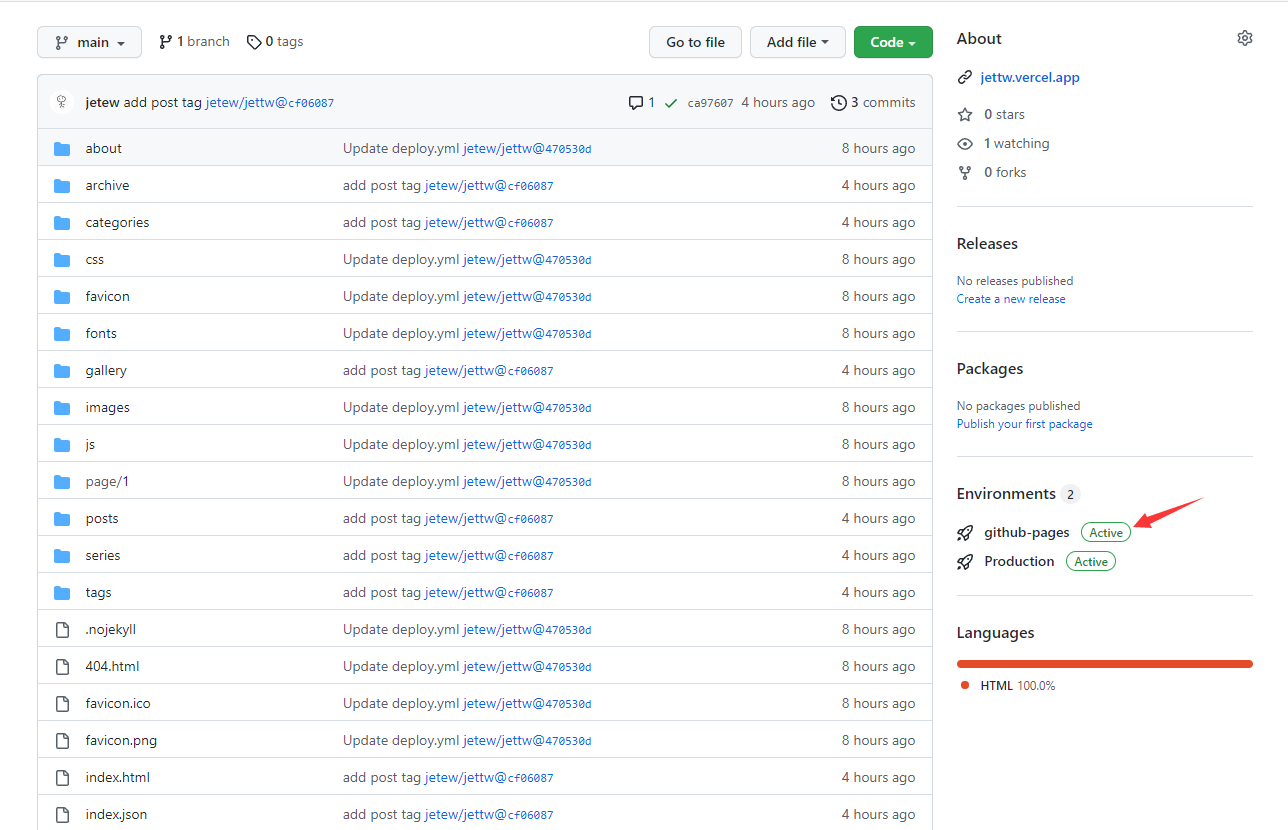 main 1 branch 0 tags Go to file Add file Code
jetew add post tag jetew/jettw@cf06087 1 ca97607 4 hours ago 3 commits
about Update deploy.yml jetew/jettw@470530d 8 hours ago
archive add post tag jetew/jettw@cf06087 4 hours ago
categories add post tag jetew/jettw@cf06087 4 hours ago
css Update deploy.yml jetew/jettw@470530d 8 hours ago
favicon Update deploy.yml jetew/jettw@470530d 8 hours ago
fonts Update deploy.yml jetew/jettw@470530d 8 hours ago
gallery add post tag jetew/jettw@cf06087 4 hours ago
images Update deploy.yml jetew/jettw@470530d 8 hours ago
js Update deploy.yml jetew/jettw@470530d 8 hours ago
page/1 Update deploy.yml jetew/jettw@470530d 8 hours ago
posts add post tag jetew/jettw@cf06087 4 hours ago
series add post tag jetew/jettw@cf06087 4 hours ago
tags add post tag jetew/jettw@cf06087 4 hours ago
.nojekyll Update deploy.yml jetew/jettw@470530d 8 hours ago
404.html Update deploy.yml jetew/jettw@470530d 8 hours ago
favicon.ico Update deploy.yml jetew/jettw@470530d 8 hours ago
favicon.png Update deploy.yml jetew/jettw@470530d 8 hours ago
index.html add post tag jetew/jettw@cf06087 4 hours ago
index.json add post tag jetew/jettw@cf06087 4 hours ago
About
jettw.vercel.app
0 stars
1 watching
0 forks
Releases
No releases published
Create a new release
Packages
No packages published
Publish your first package
Environments 2
github-pages Active
Production Active
Languages
HTML 100.0%